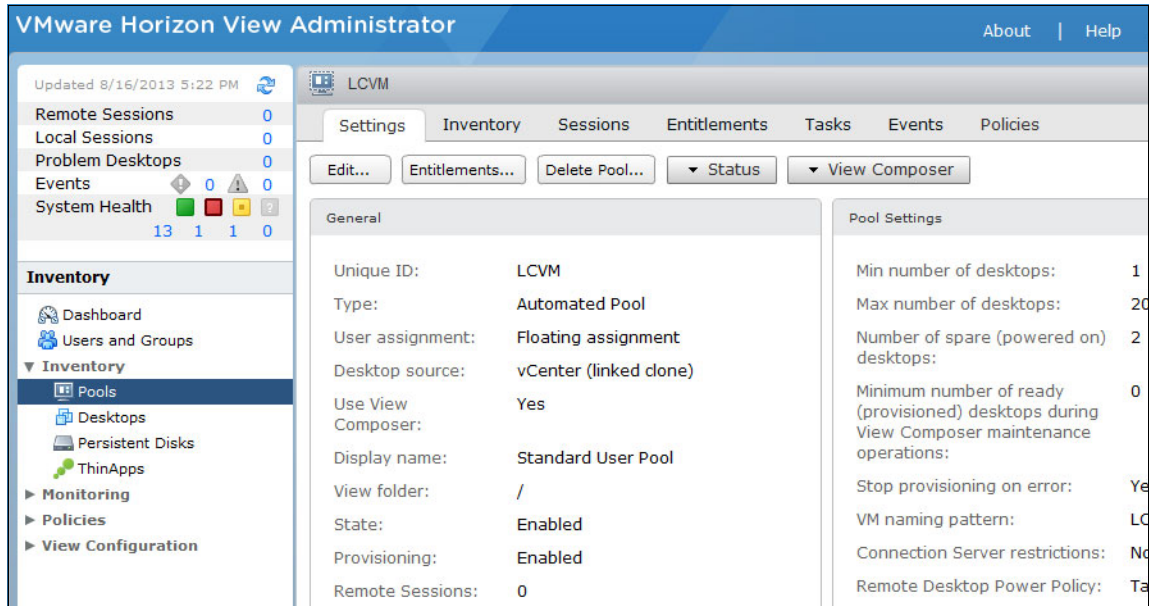 VMware Horizon View Administrator
About | Help
Updated 8/16/2013 5:22 PM
Remote Sessions 0
Local Sessions 0
Problem Desktops 0
Events 0 0
System Health ?
13 1 1 0
Inventory
Dashboard
Users and Groups
Inventory
Pools
Desktops
Persistent Disks
ThinApps
Monitoring
Policies
View Configuration
LCVM
Settings Inventory Sessions Entitlements Tasks Events Policies
Edit... Entitlements... Delete Pool... Status View Composer
General
Unique ID: LCVM
Type: Automated Pool
User assignment: Floating assignment
Desktop source: vCenter (linked clone)
Use View
Composer: Yes
Display name: Standard User Pool
View folder: /
State: Enabled
Provisioning: Enabled
Remote Sessions: 0
Pool Settings
Min number of desktops: 1
Max number of desktops: 20
Number of spare (powered on) 2
desktops:
Minimum number of ready 0
(provisioned) desktops during
View Composer maintenance
operations:
Stop provisioning on error:
VM naming pattern:
Connection Server restrictions:
Remote Desktop Power Policy: